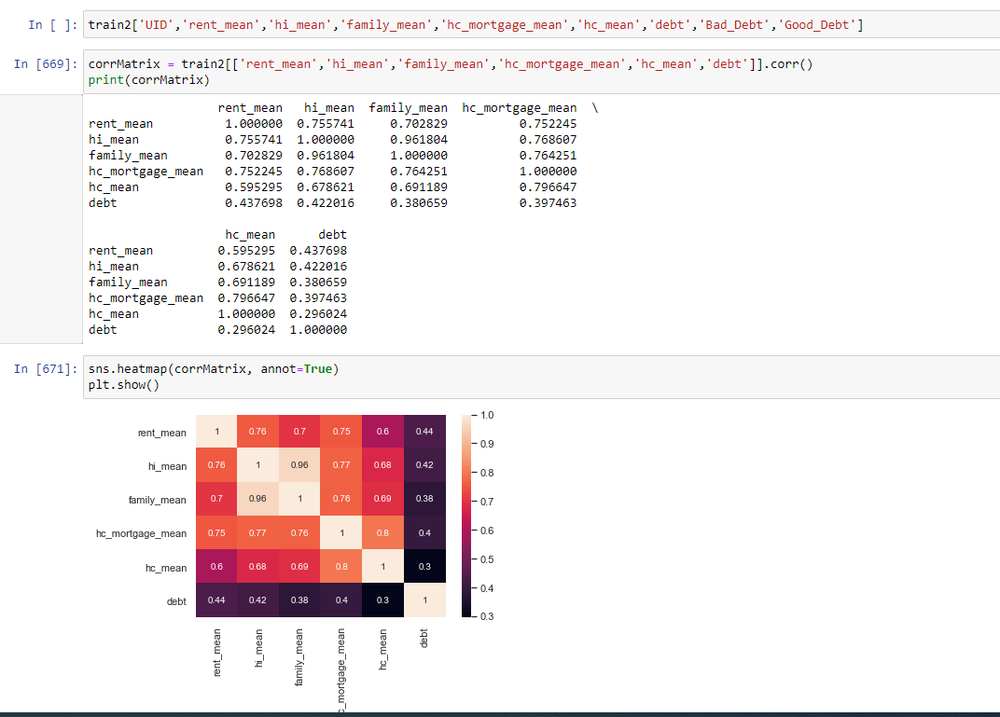 In [ ]: train2['UID','rent_mean','hi_mean','family_mean','hc_mortgage_mean','hc_mean','debt','Bad_Debt','Good_Debt']
In [669]: corrMatrix = train2[['rent_mean','hi_mean','family_mean','hc_mortgage_mean','hc_mean','debt']].corr()
print(corrMatrix)
rent_mean hi_mean family_mean hc_mortgage_mean \
rent_mean 1.000000 0.755741 0.702829 0.752245
hi_mean 0.755741 1.000000 0.961804 0.768607
family_mean 0.702829 0.961804 1.000000 0.764251
hc_mortgage_mean 0.752245 0.768607 0.764251 1.000000
hc_mean 0.595295 0.678621 0.691189 0.796647
debt 0.437698 0.422016 0.380659 0.397463
hc_mean debt
rent_mean 0.595295 0.437698
hi_mean 0.678621 0.422016
family_mean 0.691189 0.380659
hc_mortgage_mean 0.796647 0.397463
hc_mean 1.000000 0.296024
debt 0.296024 1.000000
In [671]: sns.heatmap(corrMatrix, annot=True)
plt.show()
rent_mean 1 0.76 0.7 0.75 0.6 0.44
hi_mean 0.76 1 0.96 0.77 0.68 0.42
family_mean 0.7 0.96 1 0.76 0.69 0.38
hc_mortgage_mean 0.75 0.77 0.76 1 0.8 0.4
hc_mean 0.6 0.68 0.69 0.8 1 0.3
debt 0.44 0.42 0.38 0.4 0.3 1
rent_mean
hi_mean
family_mean
c_mortgage_mean
hc_mean
debt
1.0
0.9
0.8
0.7
0.6
0.5
0.4
0.3